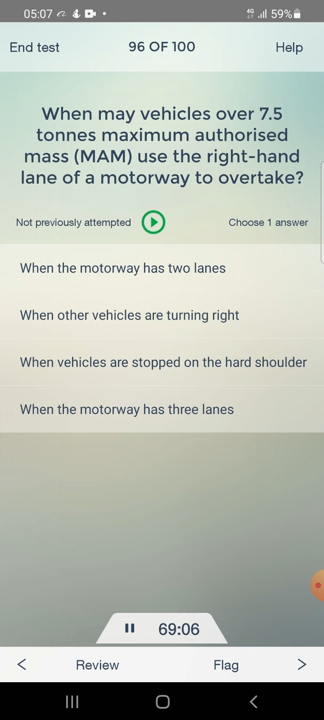 05:07
4G 59%
End test 96 OF 100 Help
When may vehicles over 7.5
tonnes maximum authorised
mass (MAM) use the right-hand
lane of a motorway to overtake?
Not previously attempted Choose 1 answer
When the motorway has two lanes
When other vehicles are turning right
When vehicles are stopped on the hard shoulder
When the motorway has three lanes
69:06
Review Flag